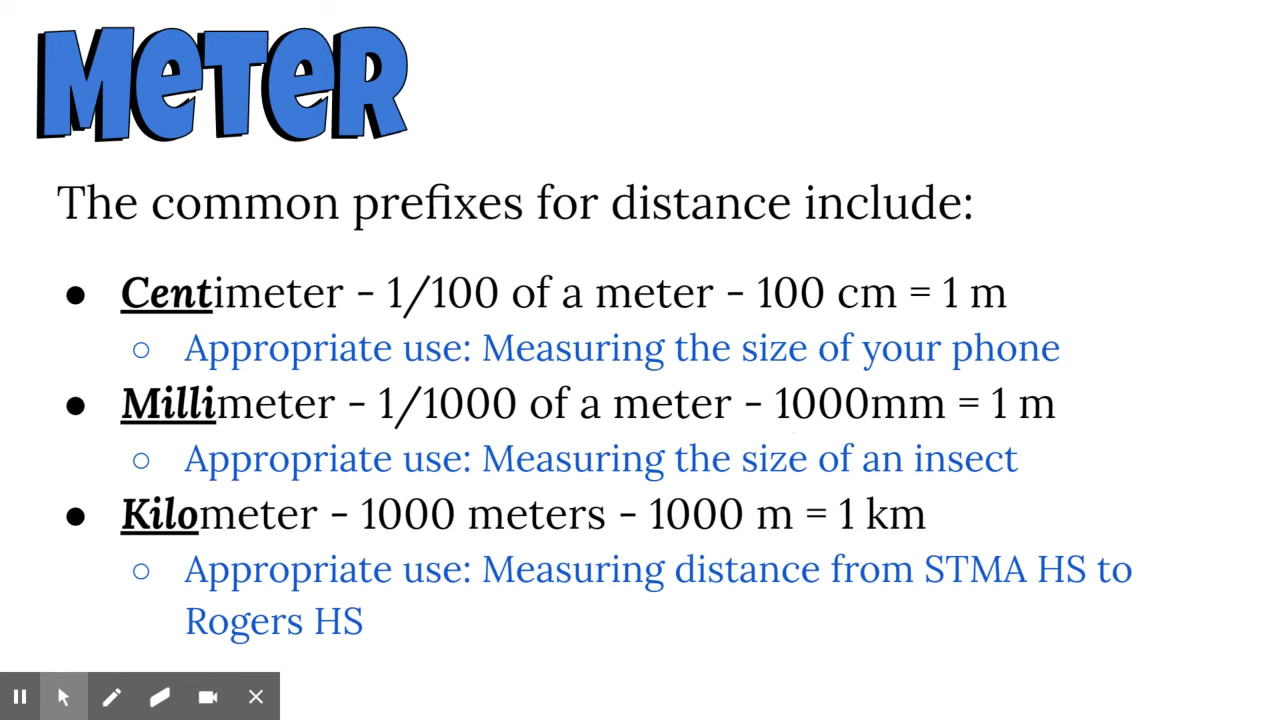 METER
The common prefixes for distance include:
● Centimeter - 1/100 of a meter - 100 cm = 1 m
○ Appropriate use: Measuring the size of your phone
● Millimeter - 1/1000 of a meter - 1000mm = 1 m
○ Appropriate use: Measuring the size of an insect
● Kilometer - 1000 meters - 1000 m = 1 km
○ Appropriate use: Measuring distance from STMA HS to
Rogers HS